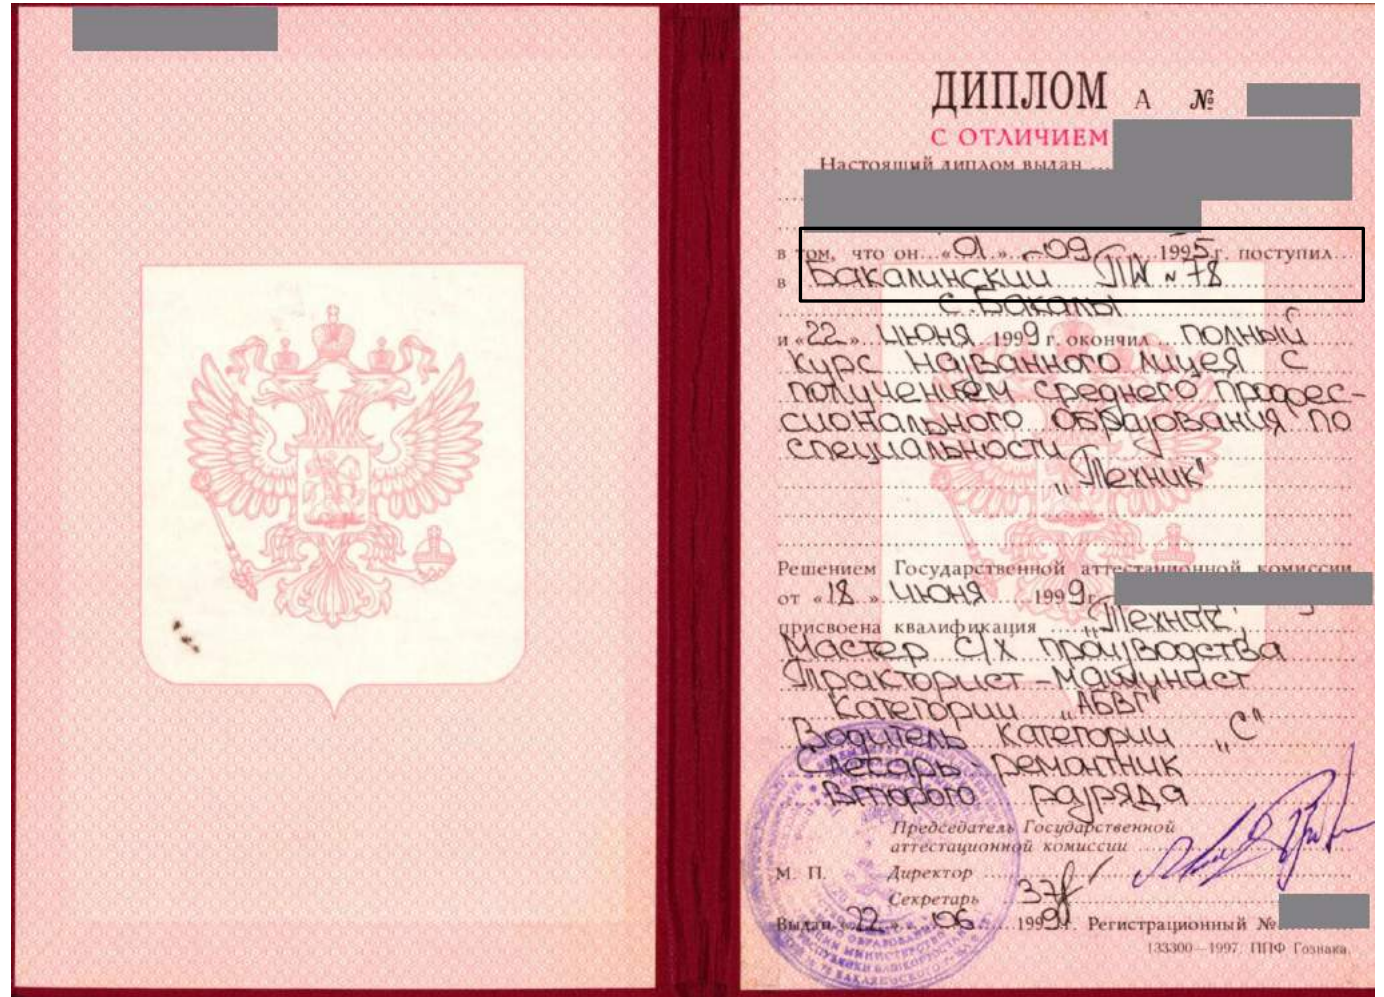 ДИПЛОМ А №
С ОТЛИЧИЕМ
Настоящий диплом выдан
в том, что он «01» 09 1995 г. поступил
в Бакалинский ПЛ №78
с. Бакалы
и «22» июня 1999 г. окончил полный
курс названного лицея с
получением среднего профес-
сионального образования по
специальности
„Техник"
Решением Государственной аттестационной комиссии
от «18» июня 1999 г.
присвоена квалификация „Техник",
Мастер с/х производства
Тракторист-машинист
категории „АБВГ"
Водитель категории „С"
Слесарь-ремонтник
второго разряда
Председатель Государственной
аттестационной комиссии
М. П. Директор
Секретарь
Выдан «22» 06 1999 г. Регистрационный №
133300—1997. ППФ Гознака.